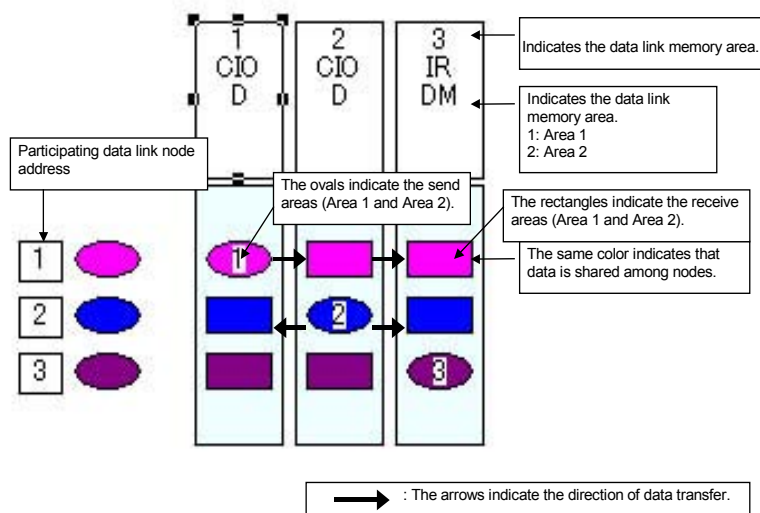 1
CIO
D
2
CIO
D
3
IR
DM
Indicates the data link memory area.
Indicates the data link
memory area.
1: Area 1
2: Area 2
Participating data link node
address
The ovals indicate the send
areas (Area 1 and Area 2).
The rectangles indicate the receive
areas (Area 1 and Area 2).
The same color indicates that
data is shared among nodes.
1
1
2
2
3
3
: The arrows indicate the direction of data transfer.